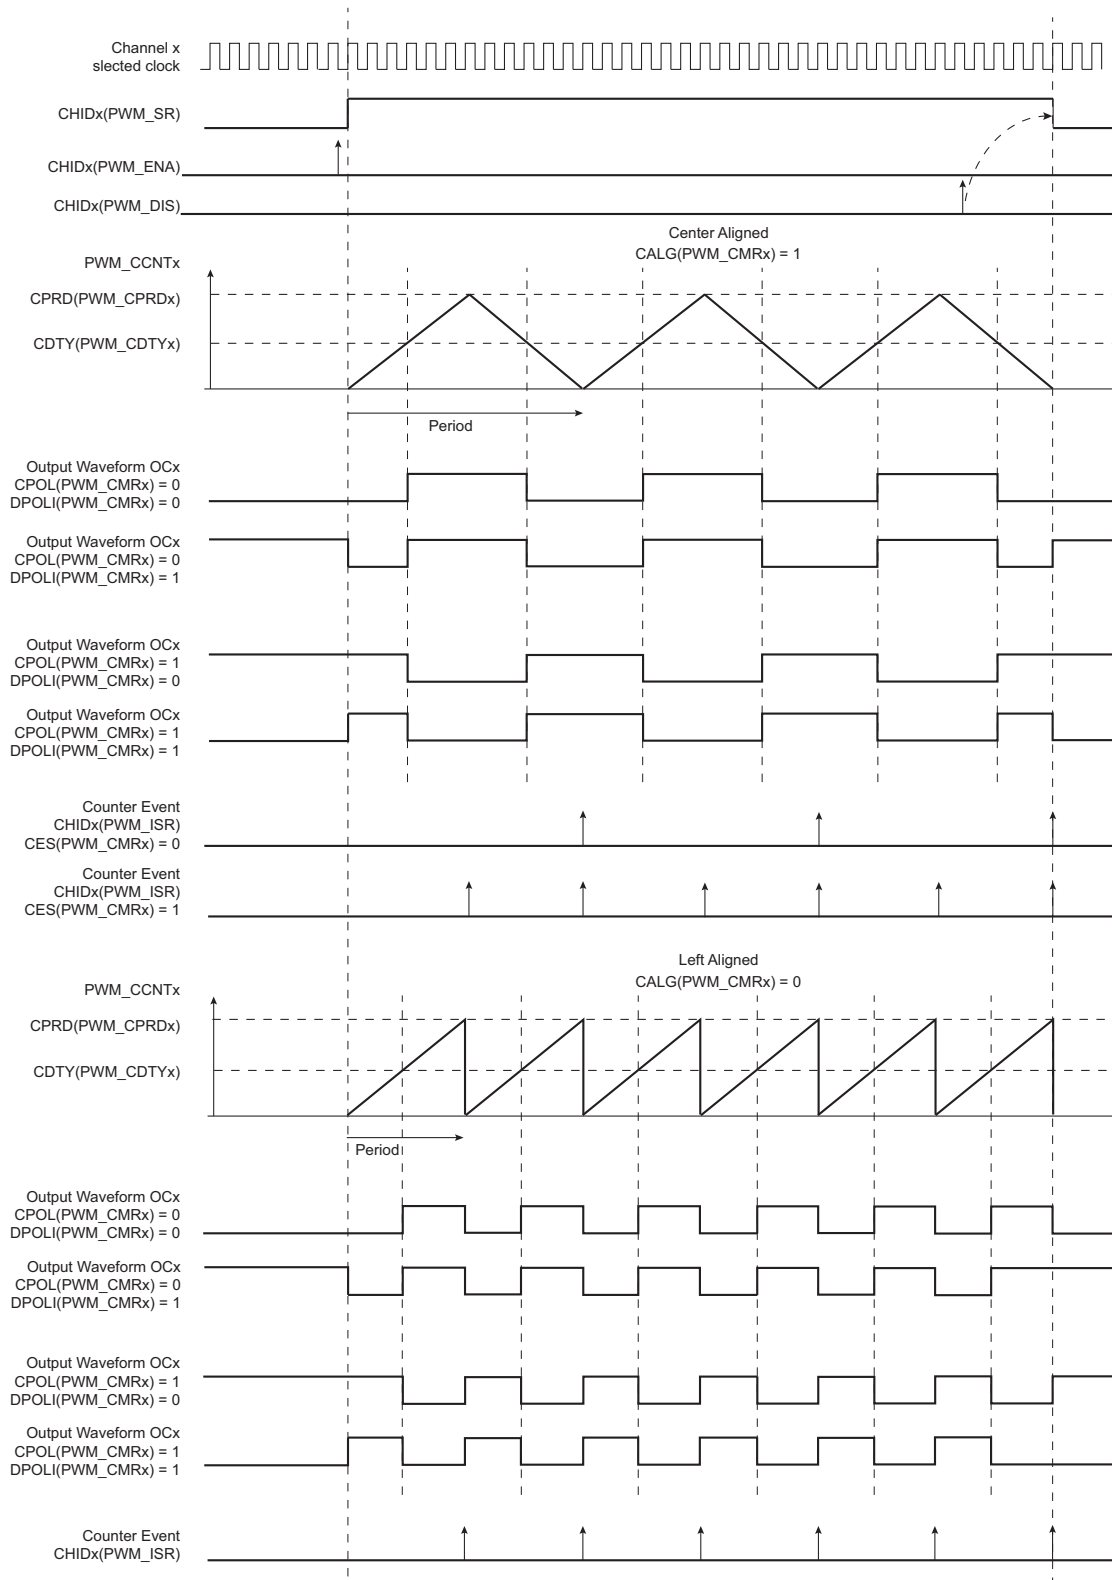 Channel x
slected clock
CHIDx(PWM_SR)
CHIDx(PWM_ENA)
CHIDx(PWM_DIS)
Center Aligned
CALG(PWM_CMRx) = 1
PWM_CCNTx
CPRD(PWM_CPRDx)
CDTY(PWM_CDTYx)
Period
Output Waveform OCx
CPOL(PWM_CMRx) = 0
DPOLI(PWM_CMRx) = 0
Output Waveform OCx
CPOL(PWM_CMRx) = 0
DPOLI(PWM_CMRx) = 1
Output Waveform OCx
CPOL(PWM_CMRx) = 1
DPOLI(PWM_CMRx) = 0
Output Waveform OCx
CPOL(PWM_CMRx) = 1
DPOLI(PWM_CMRx) = 1
Counter Event
CHIDx(PWM_ISR)
CES(PWM_CMRx) = 0
Counter Event
CHIDx(PWM_ISR)
CES(PWM_CMRx) = 1
Left Aligned
CALG(PWM_CMRx) = 0
PWM_CCNTx
CPRD(PWM_CPRDx)
CDTY(PWM_CDTYx)
Period
Output Waveform OCx
CPOL(PWM_CMRx) = 0
DPOLI(PWM_CMRx) = 0
Output Waveform OCx
CPOL(PWM_CMRx) = 0
DPOLI(PWM_CMRx) = 1
Output Waveform OCx
CPOL(PWM_CMRx) = 1
DPOLI(PWM_CMRx) = 0
Output Waveform OCx
CPOL(PWM_CMRx) = 1
DPOLI(PWM_CMRx) = 1
Counter Event
CHIDx(PWM_ISR)